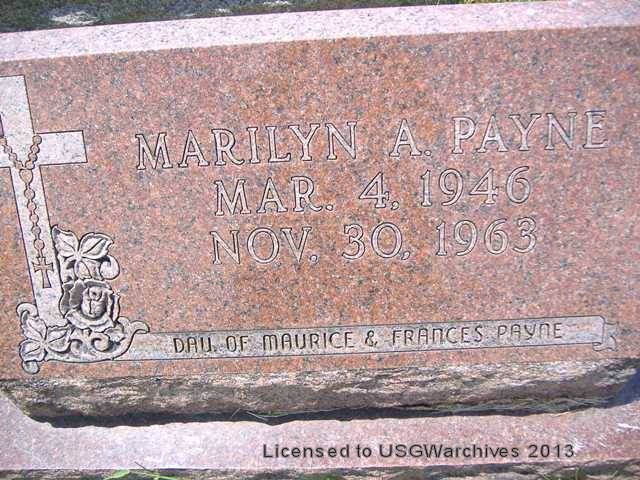 MARILYN A. PAYNE
MAR. 4, 1946
NOV. 30, 1963
DAU. OF MAURICE & FRANCES PAYNE
Licensed to USGWarchives 2013